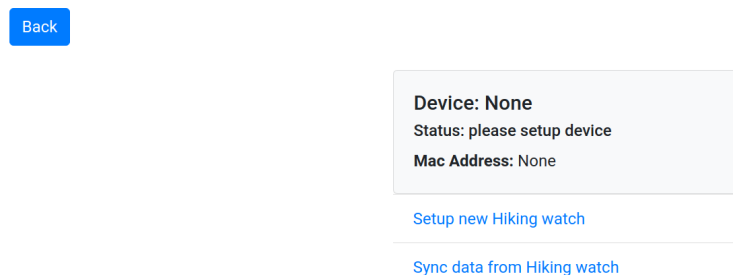 Back
Device: None
Status: please setup device
Mac Address: None
Setup new Hiking watch
Sync data from Hiking watch